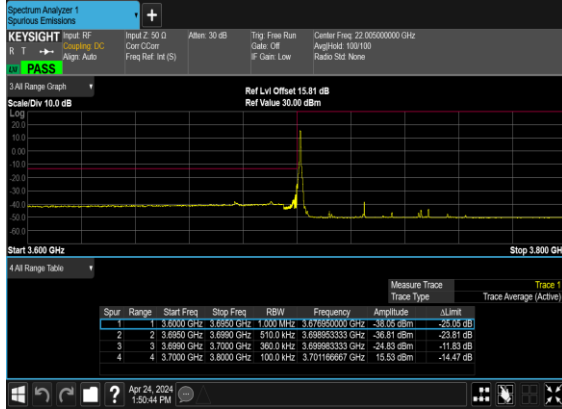 Spectrum Analyzer 1
Spurious Emissions
KEYSIGHT Input: RF Input Z: 50 Ω Atten: 30 dB Trig: Free Run Center Freq: 22.005000000 GHz
R T Coupling: DC Corr CCorr Gate: Off Avg|Hold: 100/100
Align: Auto Freq Ref: Int (S) IF Gain: Low Radio Std: None
PASS
3 All Range Graph
Ref Lvl Offset 15.81 dB
Scale/Div 10.0 dB Ref Value 30.00 dBm
Log
20.0
10.0
0.00
-10.0
-20.0
-30.0
-40.0
-50.0
-60.0
Start 3.600 GHz Stop 3.800 GH
4 All Range Table
Measure Trace Trace 1
Trace Type Trace Average (Active)
Spur Range Start Freq Stop Freq RBW Frequency Amplitude ΔLimit
1 1 3.6000 GHz 3.6950 GHz 1.000 MHz 3.676950000 GHz -38.05 dBm -25.05 dB
2 2 3.6950 GHz 3.6990 GHz 510.0 kHz 3.698953333 GHz -36.81 dBm -23.81 dB
3 3 3.6990 GHz 3.7000 GHz 360.0 kHz 3.699983333 GHz -24.83 dBm -11.83 dB
4 4 3.7000 GHz 3.8000 GHz 100.0 kHz 3.701166667 GHz 15.53 dBm -14.47 dB
? Apr 24, 2024
1:50:44 PM